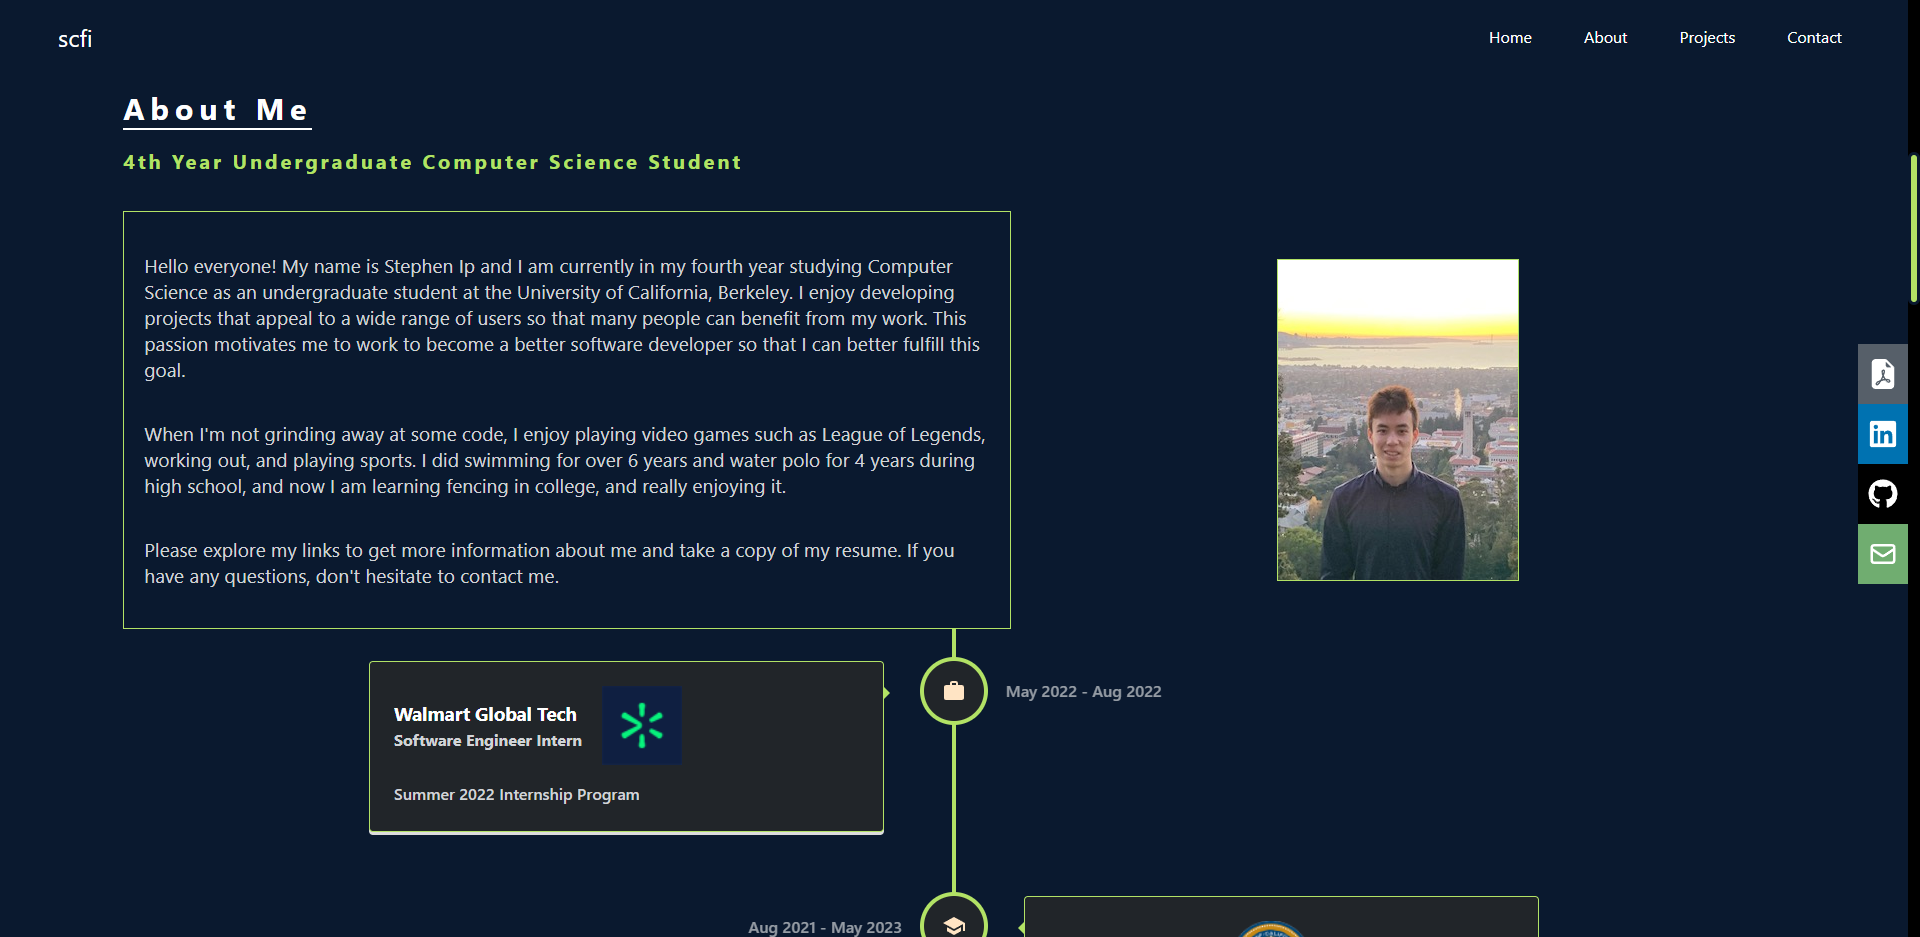 scfi
Home
About
Projects
Contact
About Me
4th Year Undergraduate Computer Science Student
Hello everyone! My name is Stephen Ip and I am currently in my fourth year studying Computer
Science as an undergraduate student at the University of California, Berkeley. I enjoy developing
projects that appeal to a wide range of users so that many people can benefit from my work. This
passion motivates me to work to become a better software developer so that I can better fulfill this
goal.
When I'm not grinding away at some code, I enjoy playing video games such as League of Legends,
working out, and playing sports. I did swimming for over 6 years and water polo for 4 years during
high school, and now I am learning fencing in college, and really enjoying it.
Please explore my links to get more information about me and take a copy of my resume. If you
have any questions, don't hesitate to contact me.
in
Walmart Global Tech
Software Engineer Intern
Summer 2022 Internship Program
May 2022 - Aug 2022
Aug 2021 - May 2023